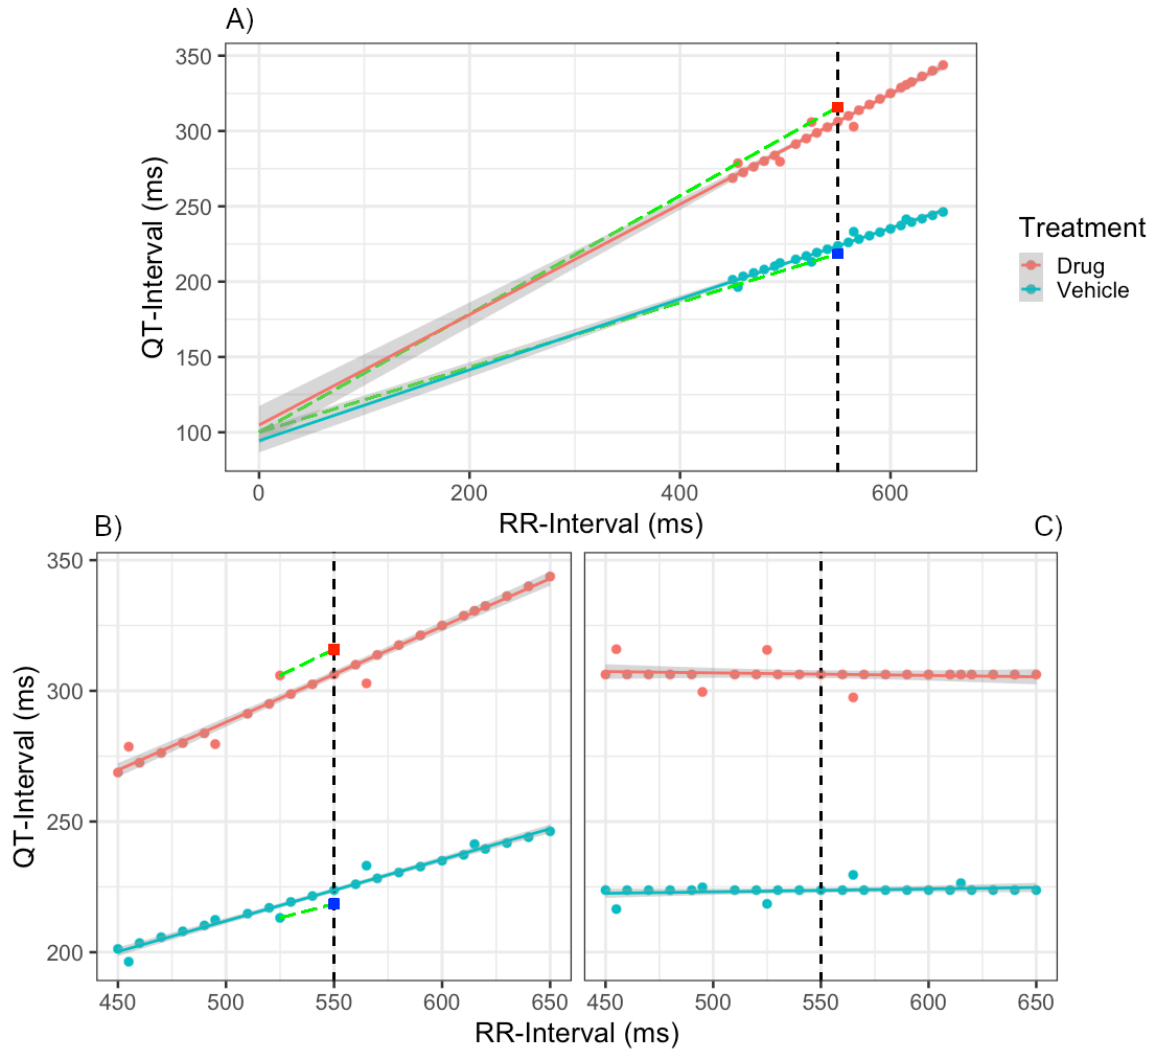 A)
350
300
250
200
150
100
QT-Interval (ms)
0 200 400 600
RR-Interval (ms)
Treatment
Drug
Vehicle
B) C)
350
300
250
200
QT-Interval (ms)
450 500 550 600 650 450 500 550 600 650
RR-Interval (ms)